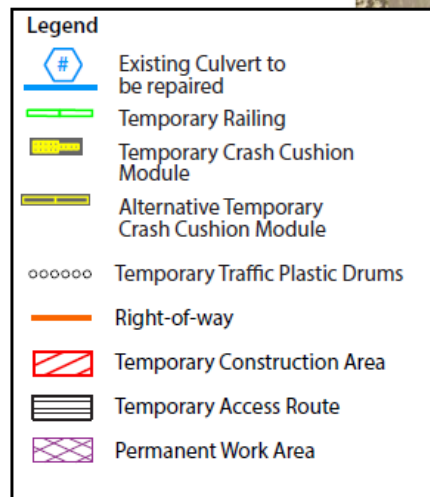 Legend
#
Existing Culvert to
be repaired
Temporary Railing
Temporary Crash Cushion
Module
Alternative Temporary
Crash Cushion Module
Temporary Traffic Plastic Drums
Right-of-way
Temporary Construction Area
Temporary Access Route
Permanent Work Area